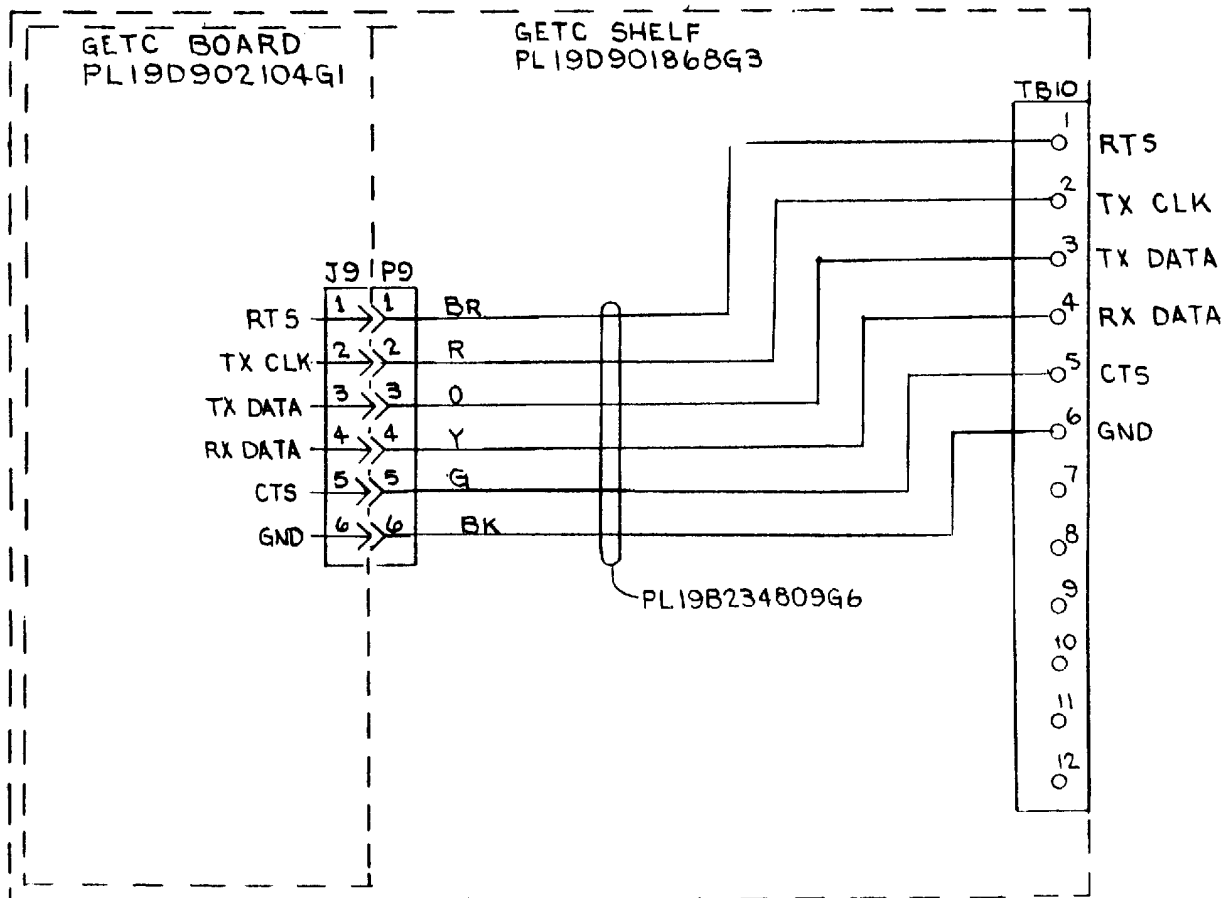 GETC BOARD
PL19D902104G1
GETC SHELF
PL19D901868G3
TB10
1
RTS
2
TX CLK
3
TX DATA
4
RX DATA
5
CTS
6
GND
7
8
9
10
11
12
J9 P9
RTS 1 1 BR
TX CLK 2 2 R
TX DATA 3 3 O
RX DATA 4 4 Y
CTS 5 5 G
GND 6 6 BK
PL19B234809G6